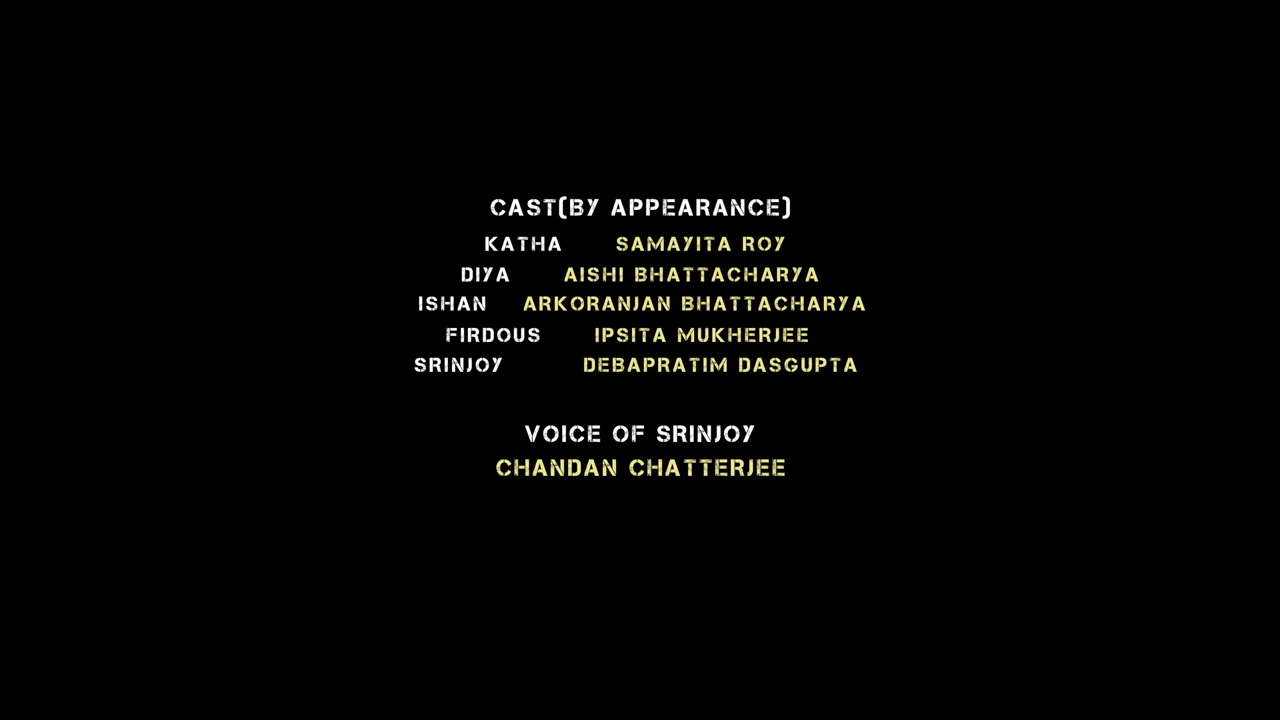 CAST(BY APPEARANCE)
KATHA SAMAYITA ROY
DIYA AISHI BHATTACHARYA
ISHAN ARKORANJAN BHATTACHARYA
FIRDOUS IPSITA MUKHERJEE
SRINJOY DEBAPRATIM DASGUPTA
VOICE OF SRINJOY
CHANDAN CHATTERJEE